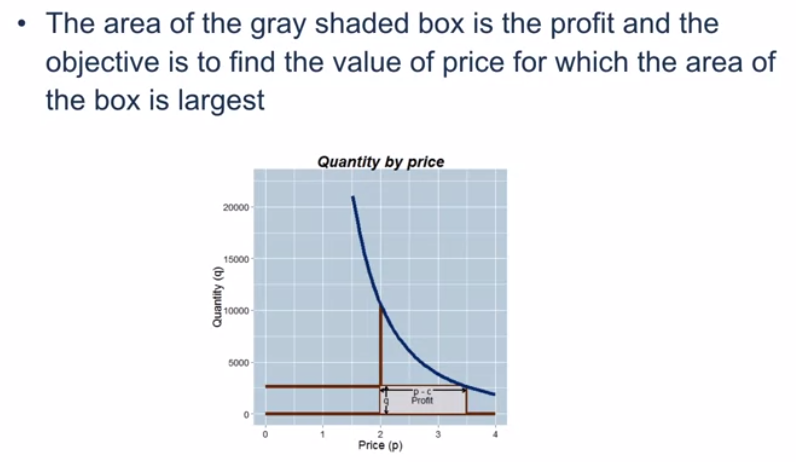 • The area of the gray shaded box is the profit and the
objective is to find the value of price for which the area of
the box is largest
Quantity by price
20000
15000
10000
5000
0
Quantity (q)
p - c
q
Profit
0 1 2 3 4
Price (p)